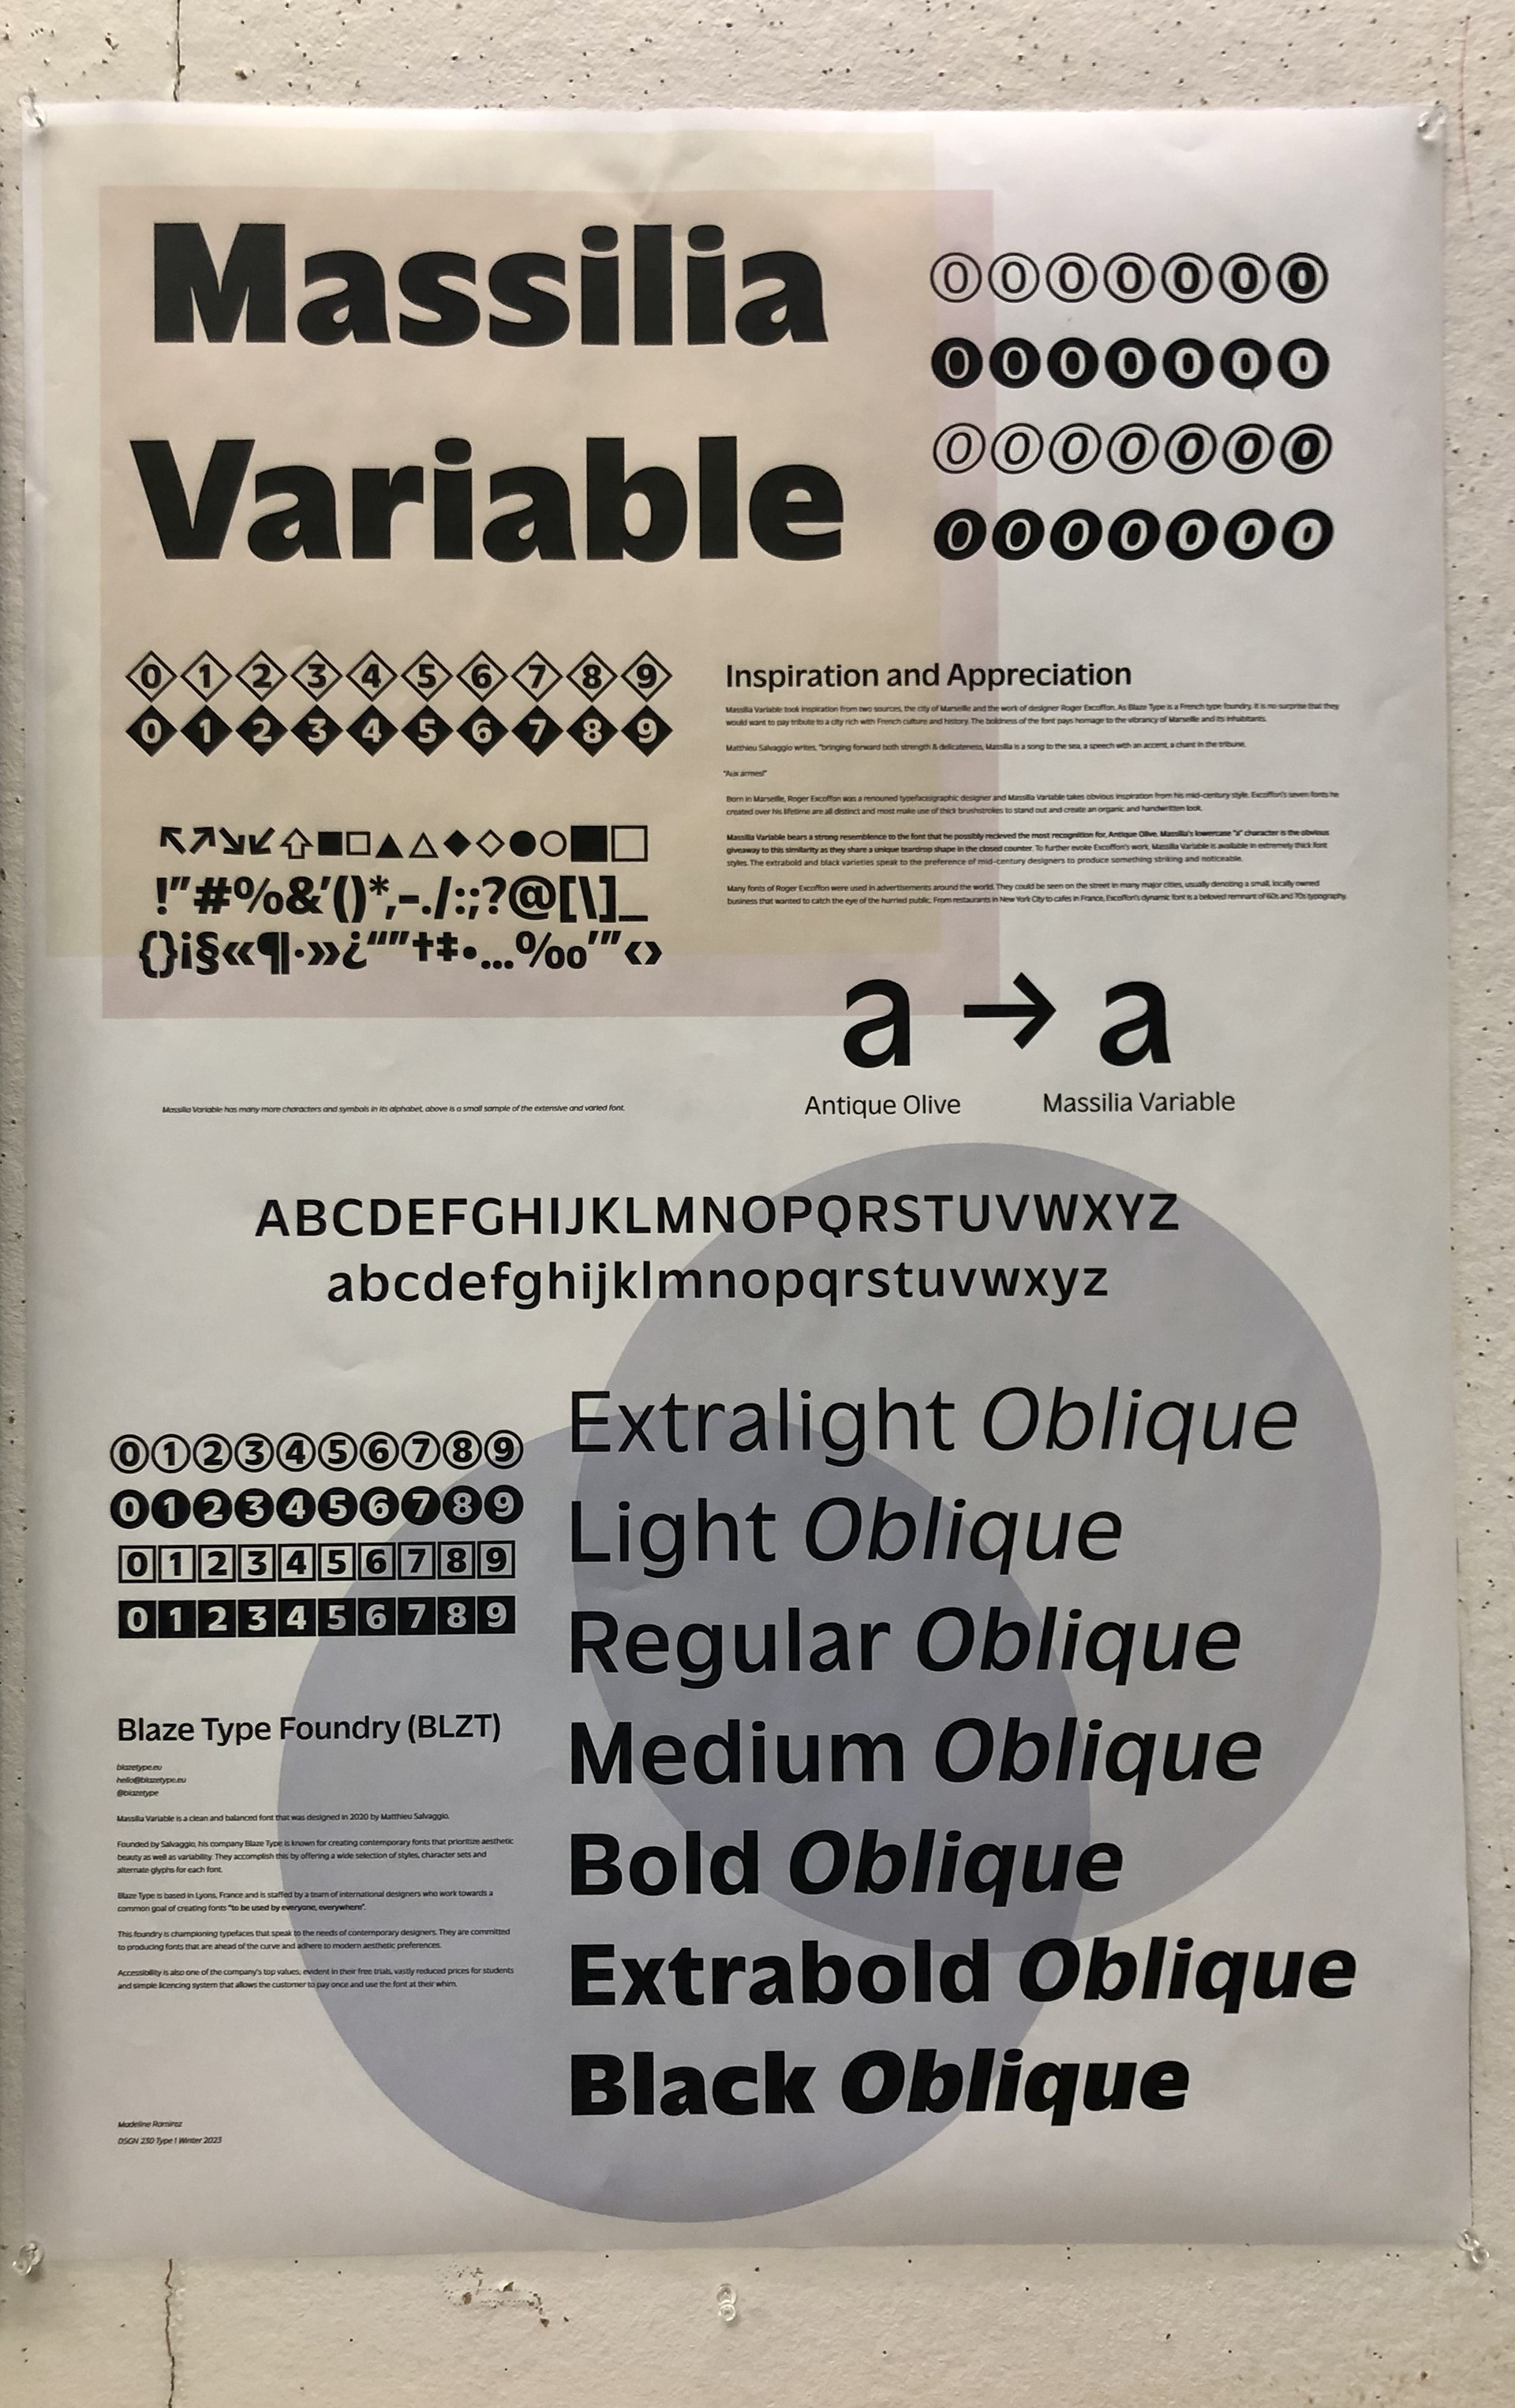 Massilia
Variable
0000000
0000000
0000000
0000000
0123456789
0123456789
↖↗↘↙⇧■□▲△◆◇●○■□
!"#%&'()*,-./:;?@[\]_
{}¡§«¶·»¿“”†‡•…‰’”‹›
Massilia Variable has many more characters and symbols in its alphabet, above is a small sample of the extensive and varied font.
Inspiration and Appreciation
Massilia Variable took inspiration from two sources, the city of Marseille and the work of designer Roger Excoffon. As Blaze Type is a French type foundry, it is no surprise that they
would want to pay tribute to a city rich with French culture and history. The boldness of the font pays homage to the vibrancy of Marseille and its inhabitants.
Matthieu Salvaggio writes, "bringing forward both strength & delicateness, Massilia is a song to the sea, a speech with an accent, a chant in the tribune.
"Aux armes!"
Born in Marseille, Roger Excoffon was a renouned typeface/graphic designer and Massilia Variable takes obvious inspiration from his mid-century style. Excoffon's seven fonts he
created over his lifetime are all distinct and most make use of thick brushstrokes to stand out and create an organic and handwritten look.
Massilia Variable bears a strong resemblence to the font that he possibly recieved the most recognition for, Antique Olive. Massilia's lowercase "a" character is the obvious
giveaway to this similarity as they share a unique teardrop shape in the closed counter. To further evoke Excoffon's work, Massilia Variable is available in extremely thick font
styles. The extrabold and black varieties speak to the preference of mid-century designers to produce something striking and noticeable.
Many fonts of Roger Excoffon were used in advertisements around the world. They could be seen on the street in many major cities, usually denoting a small, locally owned
business that wanted to catch the eye of the hurried public. From restaurants in New York City to cafes in France, Excoffon's dynamic font is a beloved remnant of 60s and 70s typography.
a → a
Antique Olive Massilia Variable
ABCDEFGHIJKLMNOPQRSTUVWXYZ
abcdefghijklmnopqrstuvwxyz
0123456789
0123456789
0123456789
0123456789
Extralight Oblique
Light Oblique
Regular Oblique
Medium Oblique
Bold Oblique
Extrabold Oblique
Black Oblique
Blaze Type Foundry (BLZT)
blazetype.eu
hello@blazetype.eu
@blazetype
Massilia Variable is a clean and balanced font that was designed in 2020 by Matthieu Salvaggio.
Founded by Salvaggio, his company Blaze Type is known for creating contemporary fonts that prioritize aesthetic
beauty as well as variability. They accomplish this by offering a wide selection of styles, character sets and
alternate glyphs for each font.
Blaze Type is based in Lyons, France and is staffed by a team of international designers who work towards a
common goal of creating fonts "to be used by everyone, everywhere".
This foundry is championing typefaces that speak to the needs of contemporary designers. They are committed
to producing fonts that are ahead of the curve and adhere to modern aesthetic preferences.
Accessibility is also one of the company's top values, evident in their free trials, vastly reduced prices for students
and simple licencing system that allows the customer to pay once and use the font at their whim.
Madeline Ramirez
DSGN 230 Type 1 Winter 2023